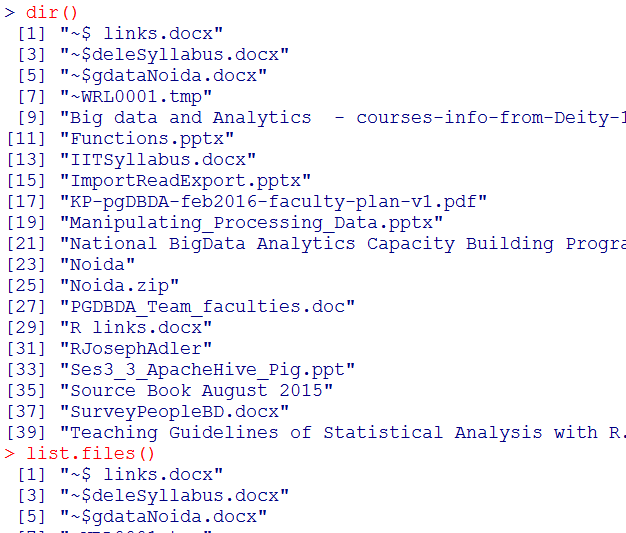 > dir()
[1] "~$ links.docx"
[3] "~$deleSyllabus.docx"
[5] "~$gdataNoida.docx"
[7] "~WRL0001.tmp"
[9] "Big data and Analytics  - courses-info-from-Deity-1
[11] "Functions.pptx"
[13] "IITSyllabus.docx"
[15] "ImportReadExport.pptx"
[17] "KP-pgDBDA-feb2016-faculty-plan-v1.pdf"
[19] "Manipulating_Processing_Data.pptx"
[21] "National BigData Analytics Capacity Building Progra
[23] "Noida"
[25] "Noida.zip"
[27] "PGDBDA_Team_faculties.doc"
[29] "R links.docx"
[31] "RJosephAdler"
[33] "Ses3_3_ApacheHive_Pig.ppt"
[35] "Source Book August 2015"
[37] "SurveyPeopleBD.docx"
[39] "Teaching Guidelines of Statistical Analysis with R.
> list.files()
[1] "~$ links.docx"
[3] "~$deleSyllabus.docx"
[5] "~$gdataNoida.docx"